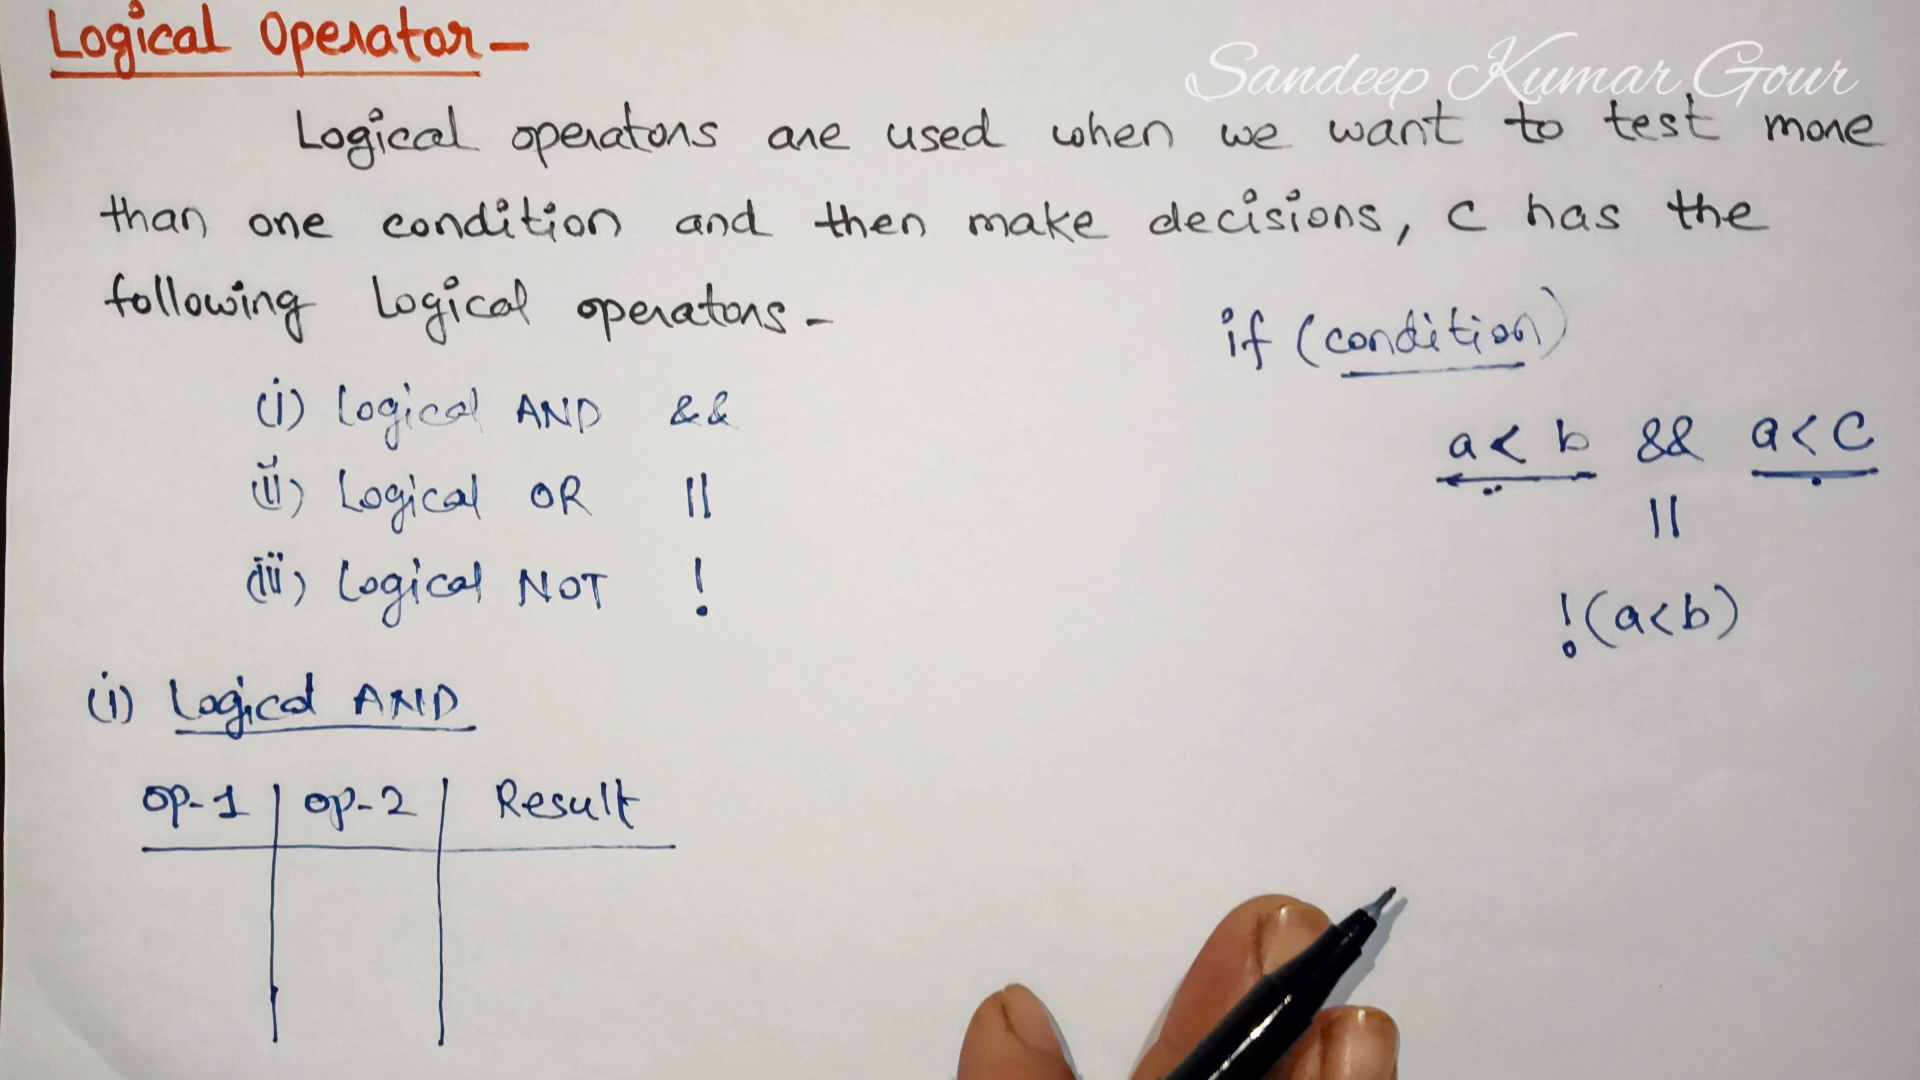 Logical Operator-
Sandeep Kumar Gour
Logical operators are used when we want to test more
than one condition and then make decisions, C has the
following Logical operators -
if (condition)
(i) Logical AND &&
a < b && a < C
(ii) Logical OR ||
||
(iii) Logical NOT !
!(a<b)
(i) Logical AND
op-1 | op-2 | Result